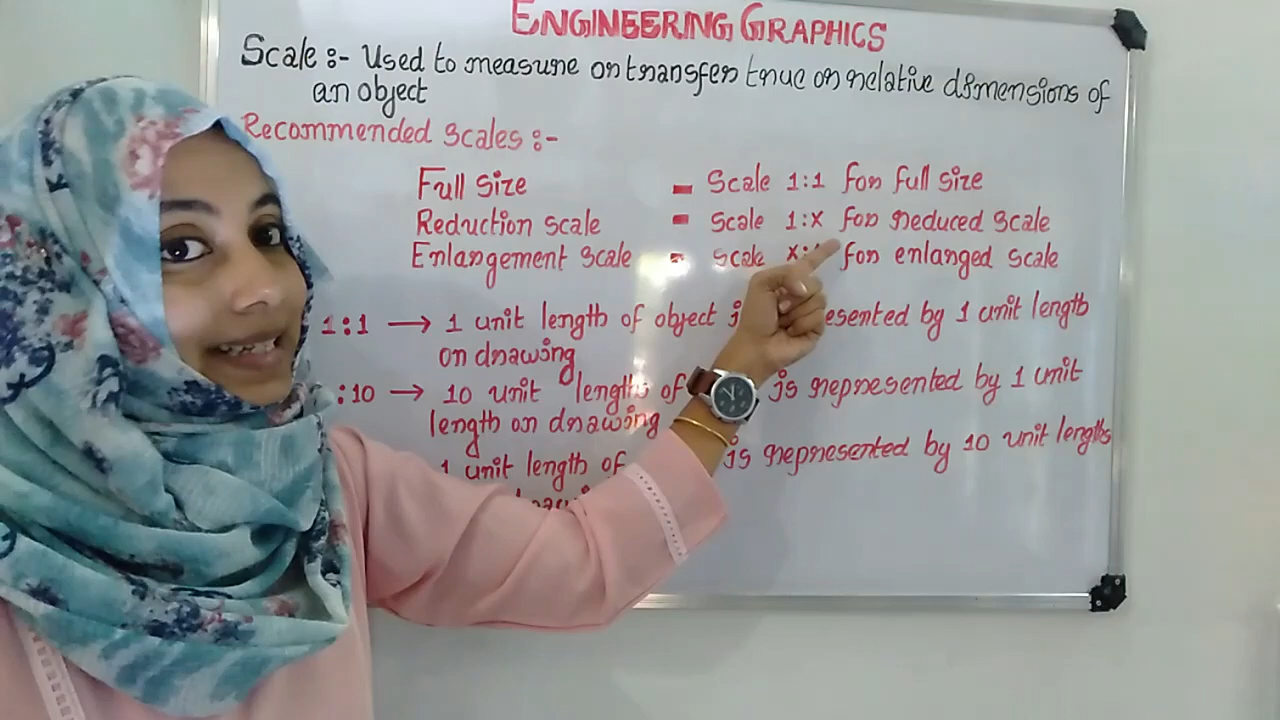 ENGINEERING GRAPHICS
Scale :- Used to measure or transfer true or relative dimensions of
an object
Recommended Scales :-
Full Size - Scale 1:1 for full size
Reduction Scale - Scale 1:X for reduced scale
Enlargement Scale - Scale X: for enlarged scale
1:1 → 1 unit length of object by 1 unit length
on drawing
:10 → 10 unit lengths of is represented by 1 unit
length on drawing
1 unit length of is represented by 10 unit lengths